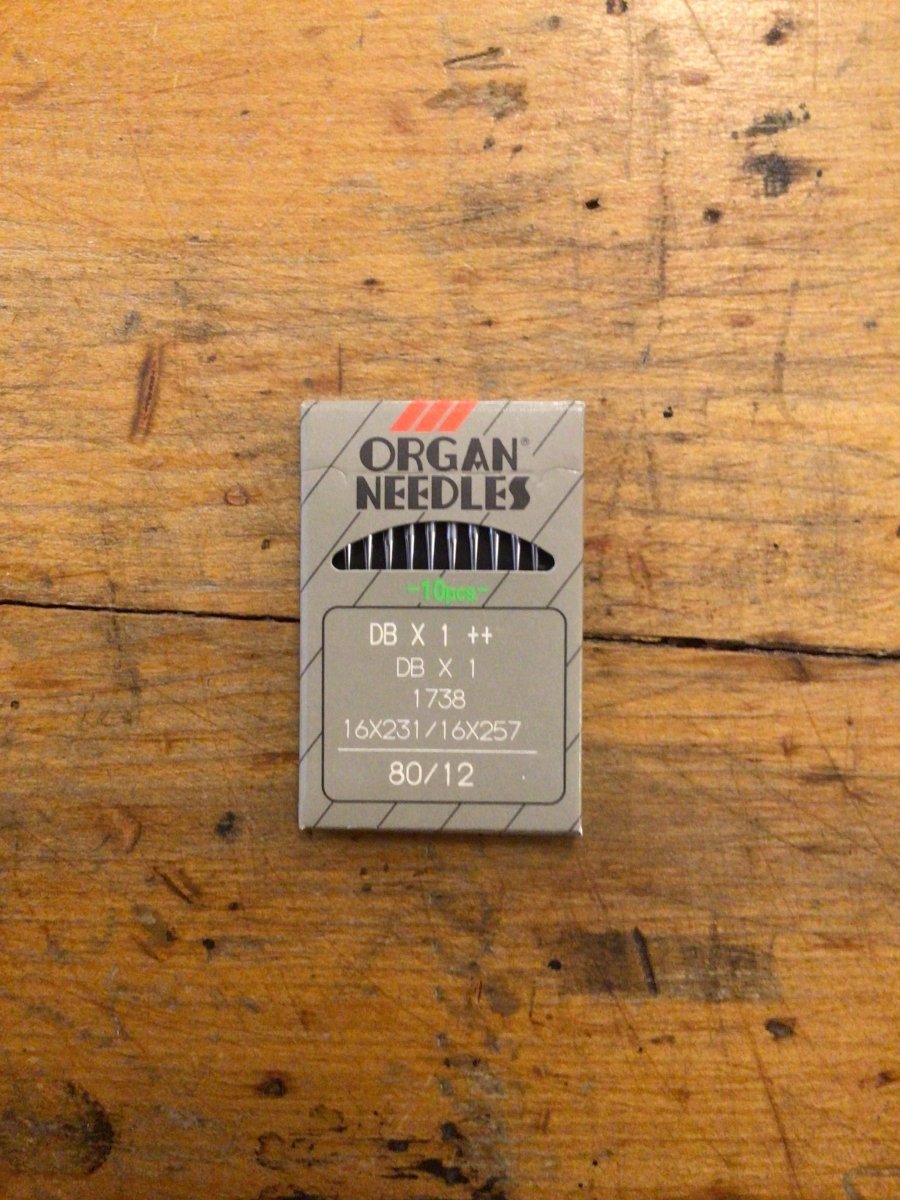 ORGAN®
NEEDLES
-10pcs-
DB X 1 ++
DB X 1
1738
16X231/16X257
80/12